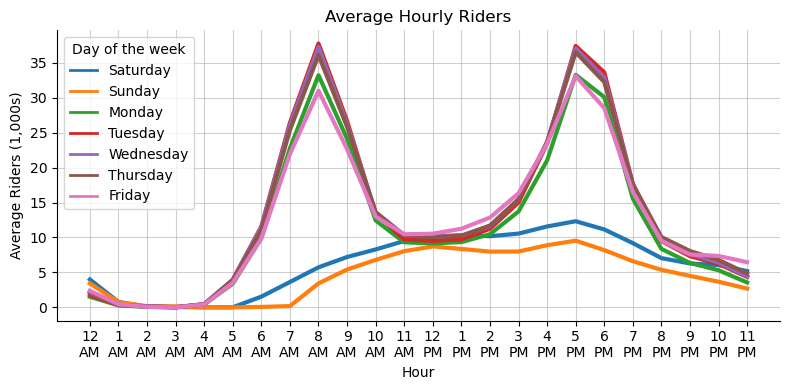 Average Hourly Riders
Day of the week
Saturday
Sunday
Monday
Tuesday
Wednesday
Thursday
Friday
Average Riders (1,000s)
35
30
25
20
15
10
5
0
12 1 2 3 4 5 6 7 8 9 10 11 12 1 2 3 4 5 6 7 8 9 10 11
AM AM AM AM AM AM AM AM AM AM AM AM PM PM PM PM PM PM PM PM PM PM PM PM
Hour